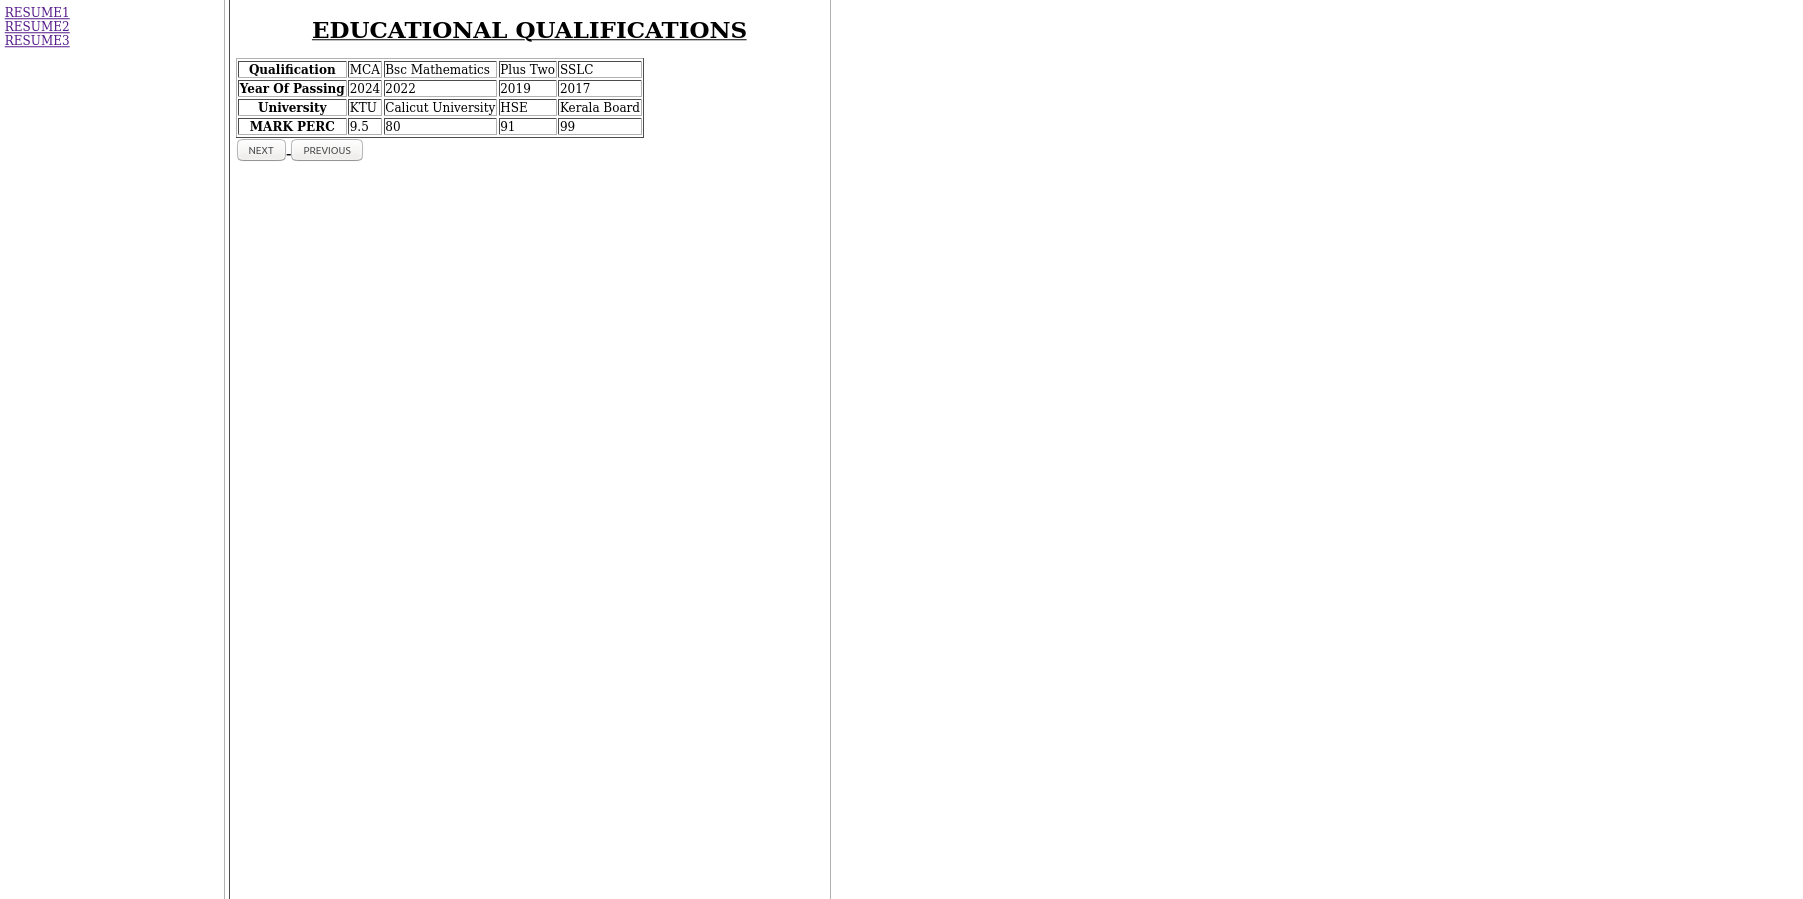 RESUME1
RESUME2
RESUME3
EDUCATIONAL QUALIFICATIONS
Qualification MCA Bsc Mathematics Plus Two SSLC
Year Of Passing 2024 2022 2019 2017
University KTU Calicut University HSE Kerala Board
MARK PERC 9.5 80 91 99
NEXT PREVIOUS